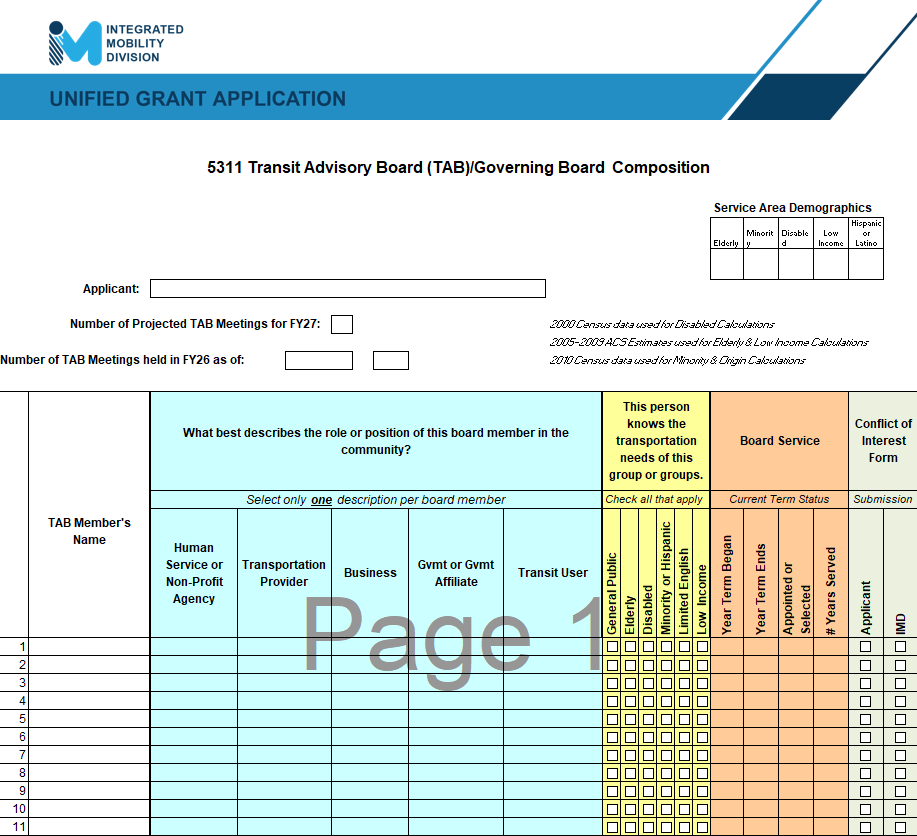 INTEGRATED
MOBILITY
DIVISION
UNIFIED GRANT APPLICATION
5311 Transit Advisory Board (TAB)/Governing Board Composition
Service Area Demographics
Elderly
Minorit
y
Disable
d
Low
Income
Hispanic
or
Latino
Applicant:
Number of Projected TAB Meetings for FY27:
2000 Census data used for Disabled Calculations
2005-2009 ACS Estimates used for Elderly & Low Income Calculations
Number of TAB Meetings held in FY26 as of:
2010 Census data used for Minority & Origin Calculations
TAB Member's
Name
What best describes the role or position of this board member in the
community?
This person
knows the
transportation
needs of this
group or groups.
Board Service
Conflict of
Interest
Form
Select only one description per board member
Check all that apply
Current Term Status
Submission
Human
Service or
Non-Profit
Agency
Transportation
Provider
Business
Gvmt or Gvmt
Affiliate
Transit User
General Public
Elderly
Disabled
Minority or Hispanic
Limited English
Low Income
Year Term Began
Year Term Ends
Appointed or
Selected
# Years Served
Applicant
IMD
Page 1
1
2
3
4
5
6
7
8
9
10
11